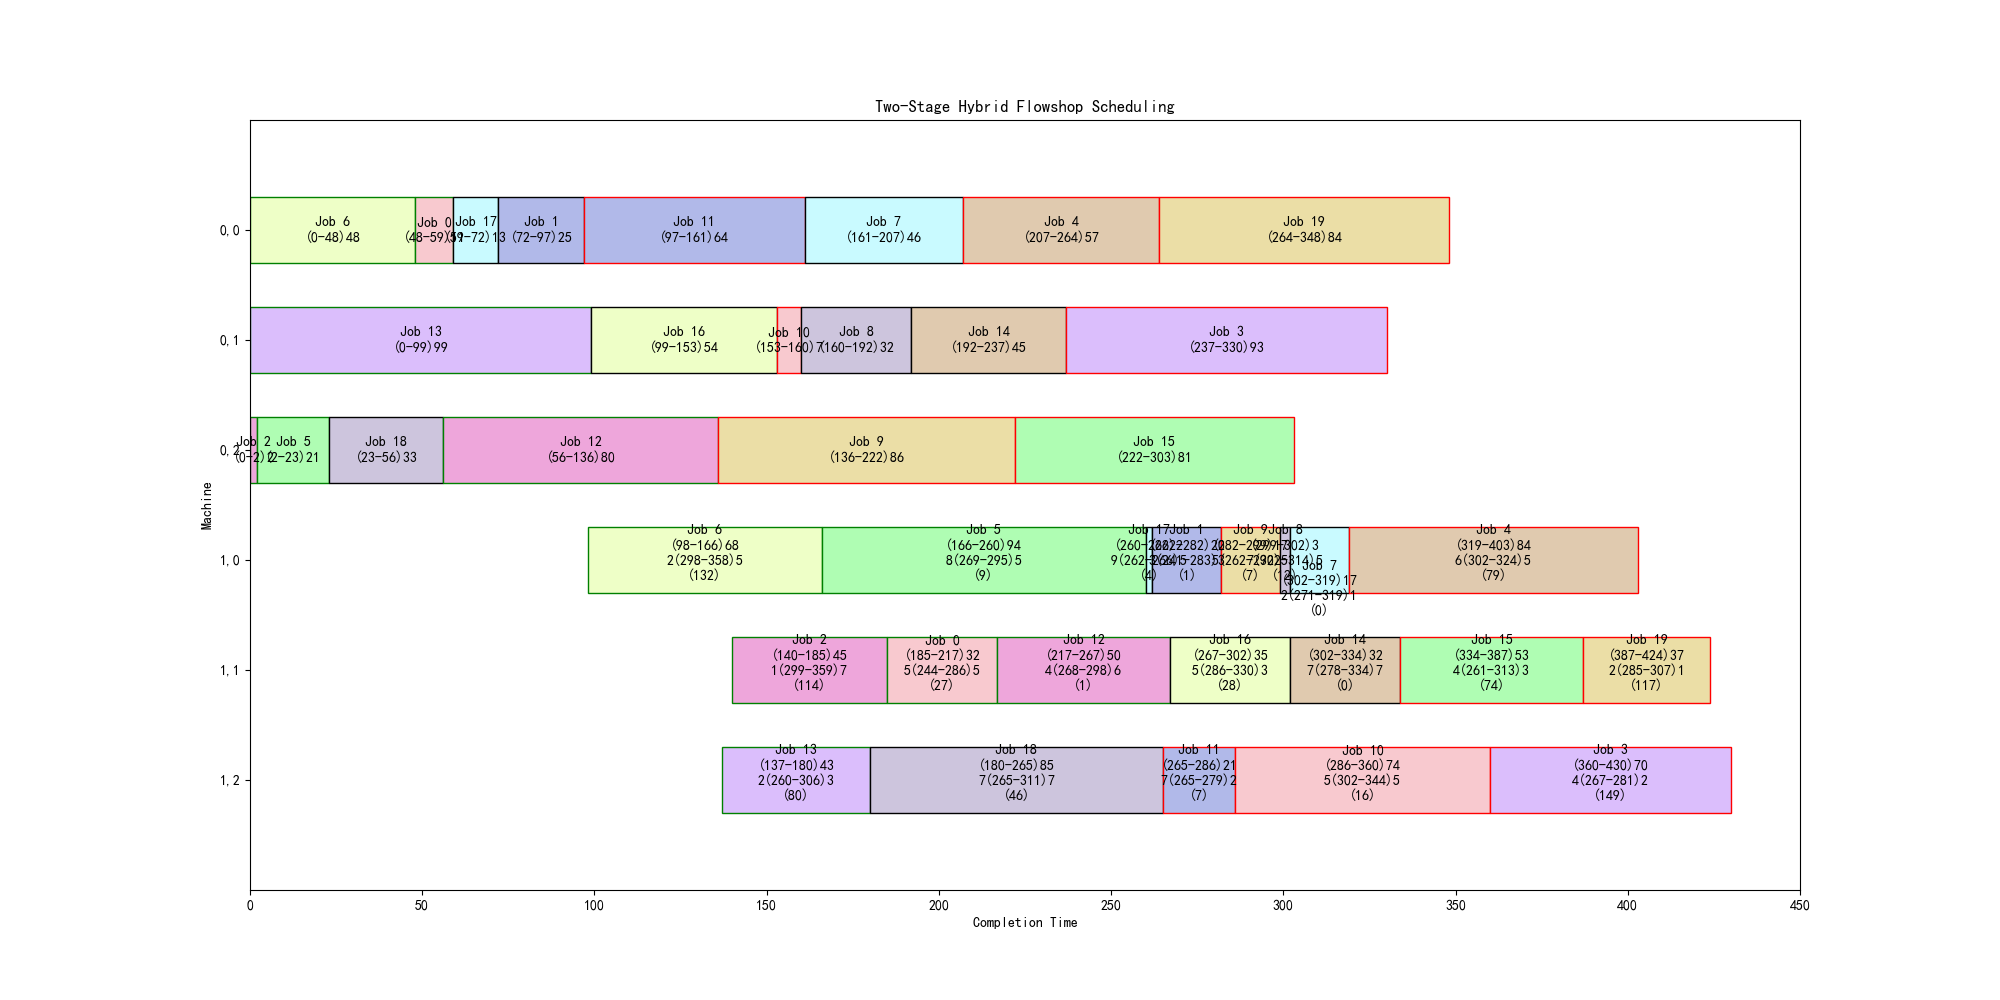 Two-Stage Hybrid Flowshop Scheduling
0,0
Job 6
(0-48)48
Job 0
(48-59)11
Job 17
(59-72)13
Job 1
(72-97)25
Job 11
(97-161)64
Job 7
(161-207)46
Job 4
(207-264)57
Job 19
(264-348)84
0,1
Job 13
(0-99)99
Job 16
(99-153)54
Job 10
(153-160)7
Job 8
(160-192)32
Job 14
(192-237)45
Job 3
(237-330)93
0,2
Job 2
(0-2)2
Job 5
(2-23)21
Job 18
(23-56)33
Job 12
(56-136)80
Job 9
(136-222)86
Job 15
(222-303)81
Machine
1,0
Job 6
(98-166)68
2(298-358)5
(132)
Job 5
(166-260)94
8(269-295)5
(9)
Job 17
(260-262)2
(4)
Job 1
(262-282)20
(1)
Job 9
(282-299)17
(7)
Job 8
(299-302)3
Job 7
(302-319)17
2(271-319)1
(0)
Job 4
(319-403)84
6(302-324)5
(79)
1,1
Job 2
(140-185)45
1(299-359)7
(114)
Job 0
(185-217)32
5(244-286)5
(27)
Job 12
(217-267)50
4(268-298)6
(1)
Job 16
(267-302)35
5(286-330)3
(28)
Job 14
(302-334)32
7(278-334)7
(0)
Job 15
(334-387)53
4(261-313)3
(74)
Job 19
(387-424)37
2(285-307)1
(117)
1,2
Job 13
(137-180)43
2(260-306)3
(80)
Job 18
(180-265)85
7(265-311)7
(46)
Job 11
(265-286)21
7(265-279)2
(7)
Job 10
(286-360)74
5(302-344)5
(16)
Job 3
(360-430)70
4(267-281)2
(149)
0
50
100
150
200
250
300
350
400
450
Completion Time